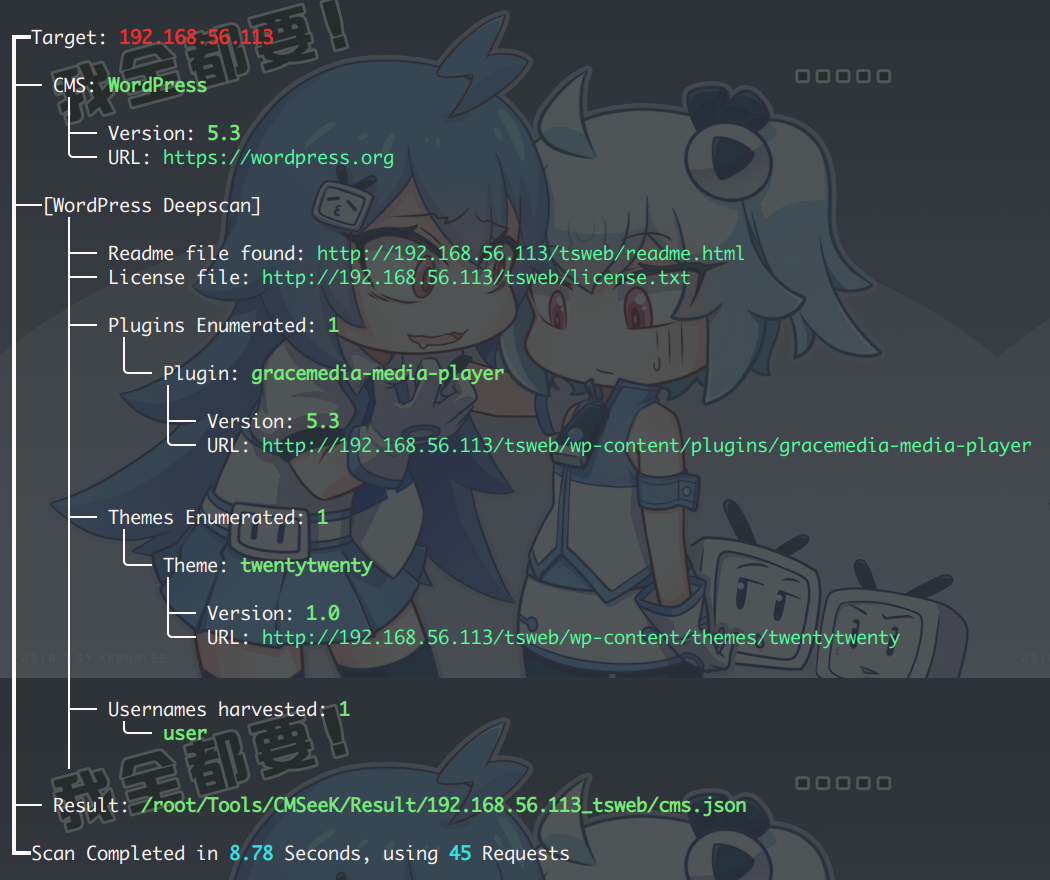 Target: 192.168.56.113
我全都要!
CMS: WordPress
Version: 5.3
URL: https://wordpress.org
[WordPress Deepscan]
Readme file found: http://192.168.56.113/tsweb/readme.html
License file: http://192.168.56.113/tsweb/license.txt
Plugins Enumerated: 1
Plugin: gracemedia-media-player
Version: 5.3
URL: http://192.168.56.113/tsweb/wp-content/plugins/gracemedia-media-player
Themes Enumerated: 1
Theme: twentytwenty
Version: 1.0
URL: http://192.168.56.113/tsweb/wp-content/themes/twentytwenty
Usernames harvested: 1
user
我全都要!
Result: /root/Tools/CMSeeK/Result/192.168.56.113_tsweb/cms.json
Scan Completed in 8.78 Seconds, using 45 Requests